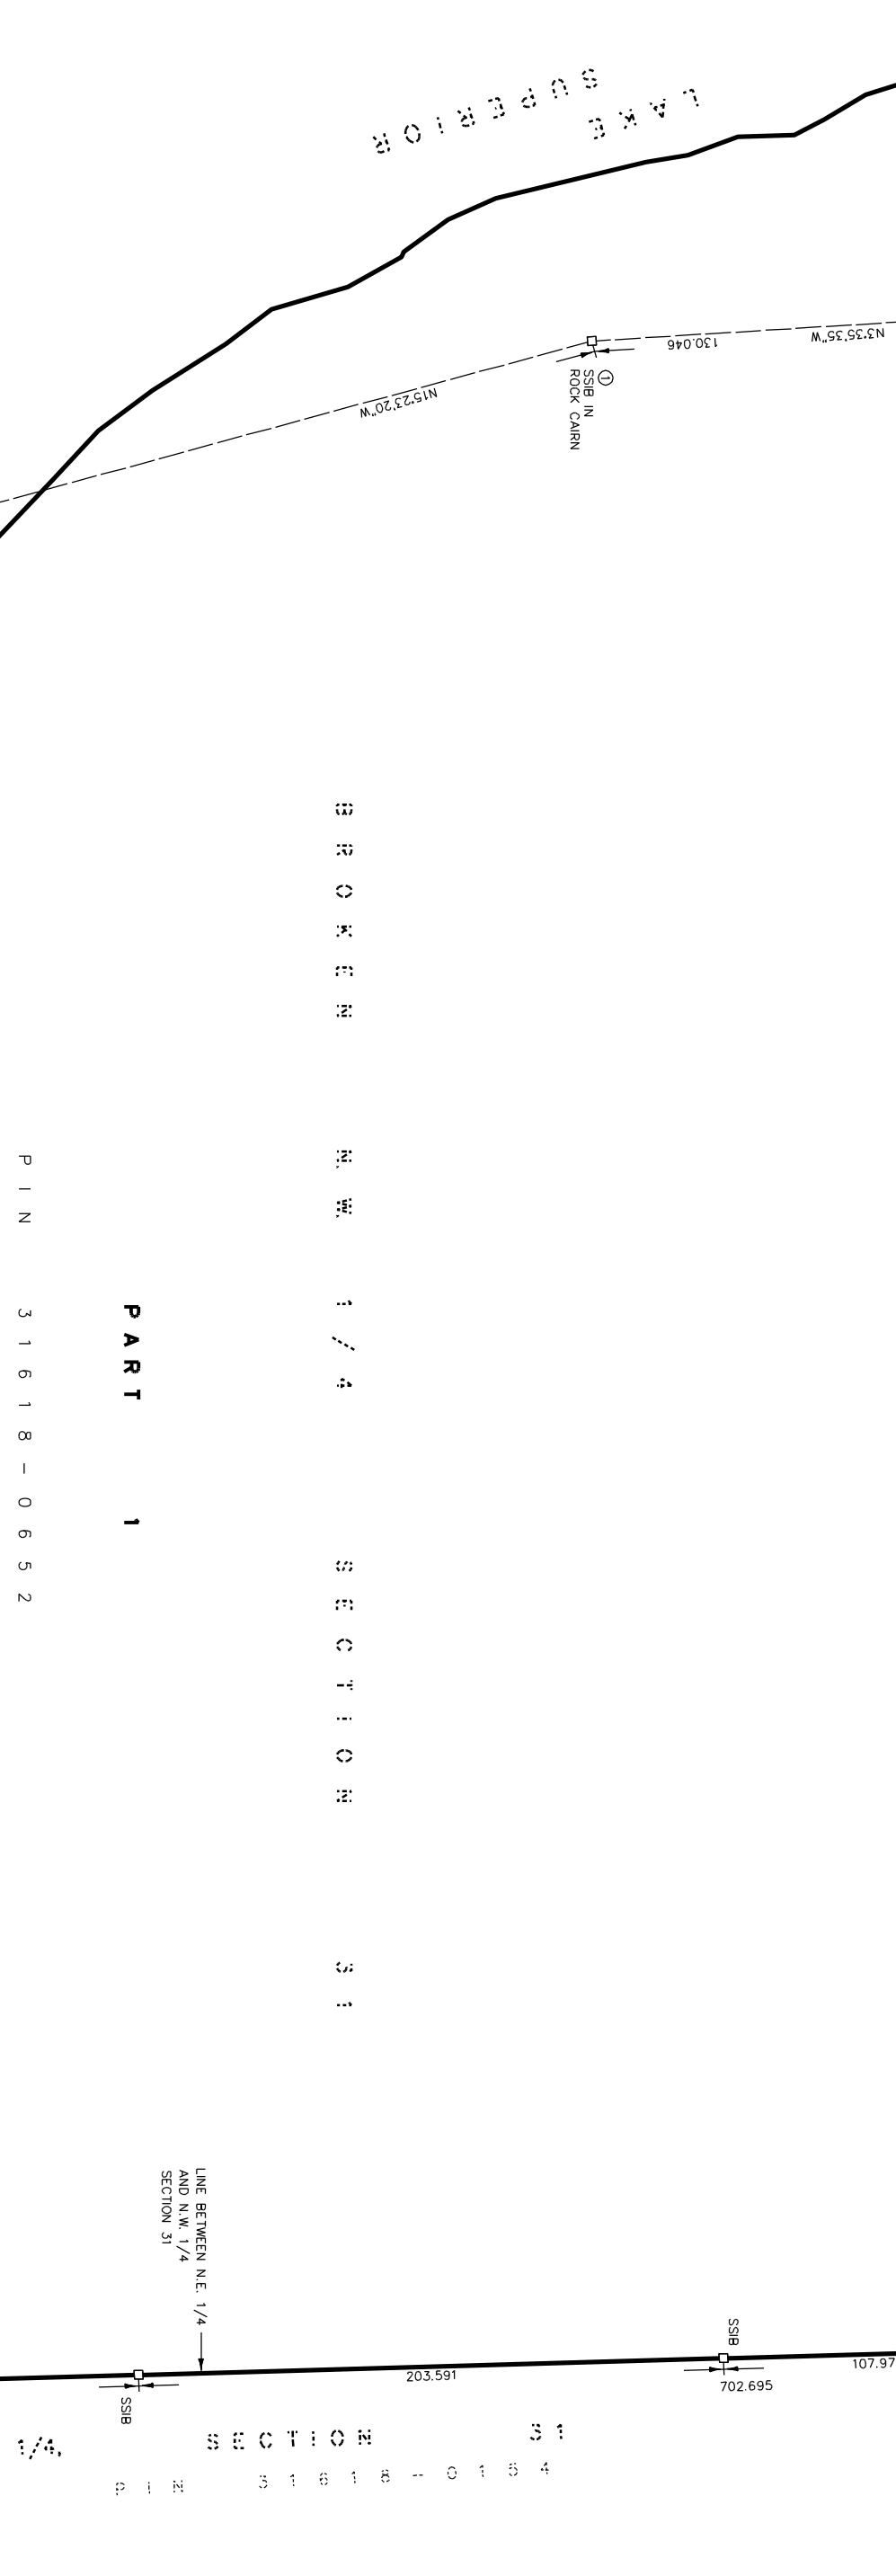 LAKE
SUPERIOR
N3°35'35"W
130.046
①
SSIB IN
ROCK CAIRN
N15°23'20"W
BROKEN N.W. 1/4 SECTION 31
PART 1
PIN 31618-0652
LINE BETWEEN N.E. 1/4
AND N.W. 1/4
SECTION 31
SSIB
203.591
107.97
702.695
SSIB
1/4, SECTION 31
PIN 31618-0154